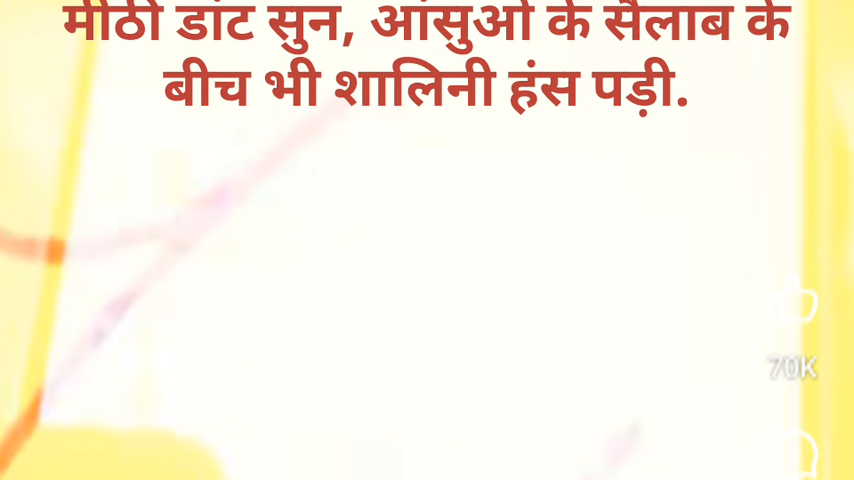 मीठी डांट सुन, आंसुओं के सैलाब के
बीच भी शालिनी हंस पड़ी.
70K